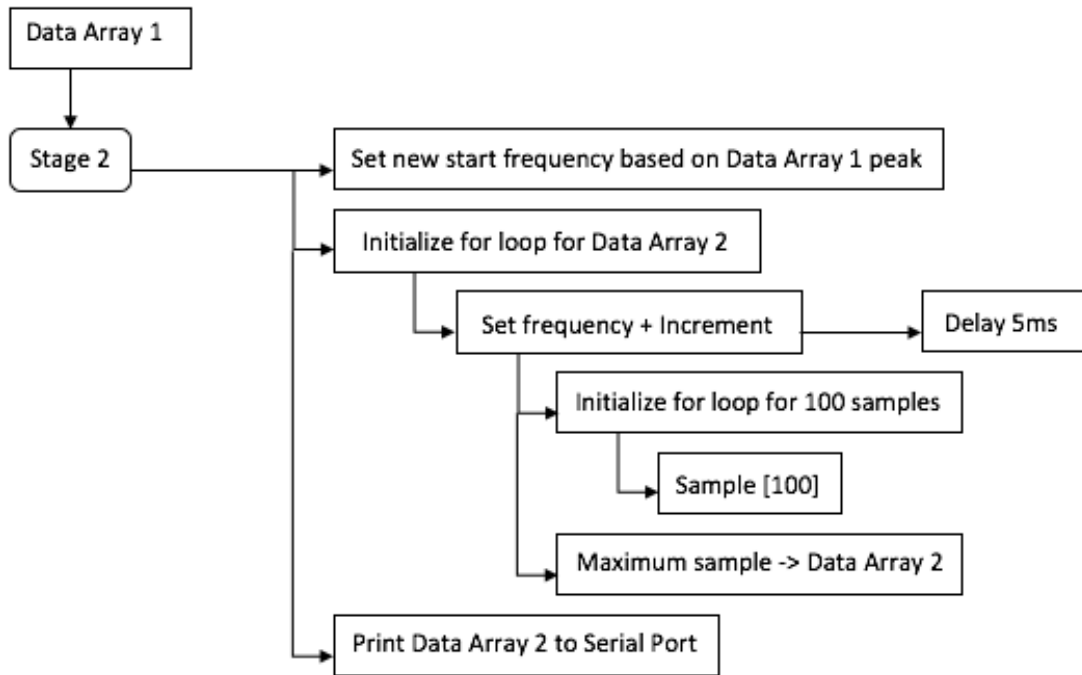 Data Array 1
Stage 2
Set new start frequency based on Data Array 1 peak
Initialize for loop for Data Array 2
Set frequency + Increment
Delay 5ms
Initialize for loop for 100 samples
Sample [100]
Maximum sample -> Data Array 2
Print Data Array 2 to Serial Port